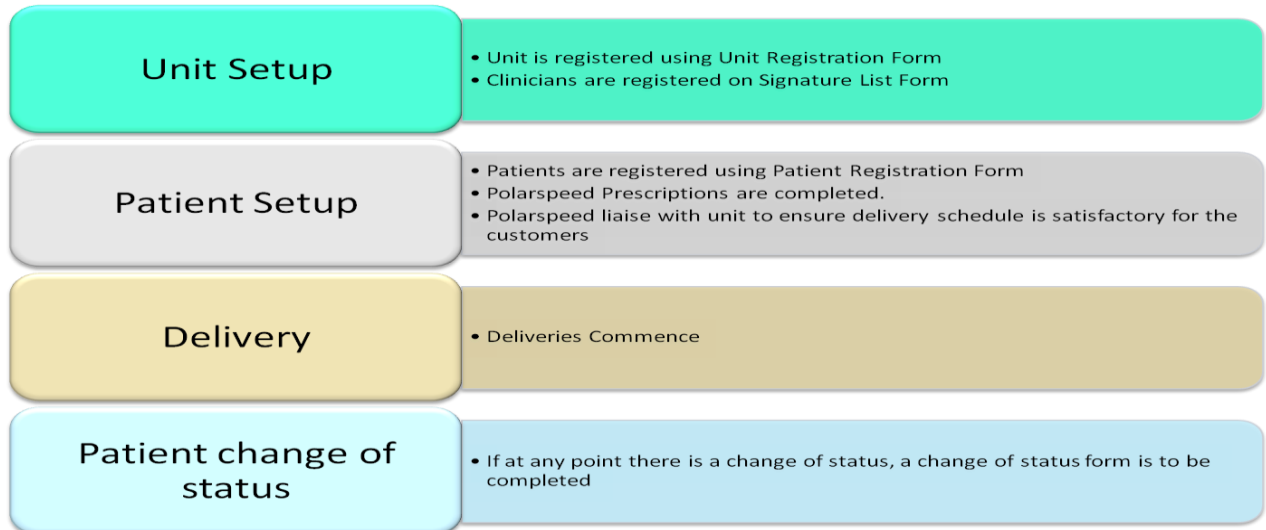 Unit Setup
• Unit is registered using Unit Registration Form
• Clinicians are registered on Signature List Form
Patient Setup
• Patients are registered using Patient Registration Form
• Polarspeed Prescriptions are completed.
• Polarspeed liaise with unit to ensure delivery schedule is satisfactory for the
customers
Delivery
• Deliveries Commence
Patient change of
status
• If at any point there is a change of status, a change of status form is to be
completed